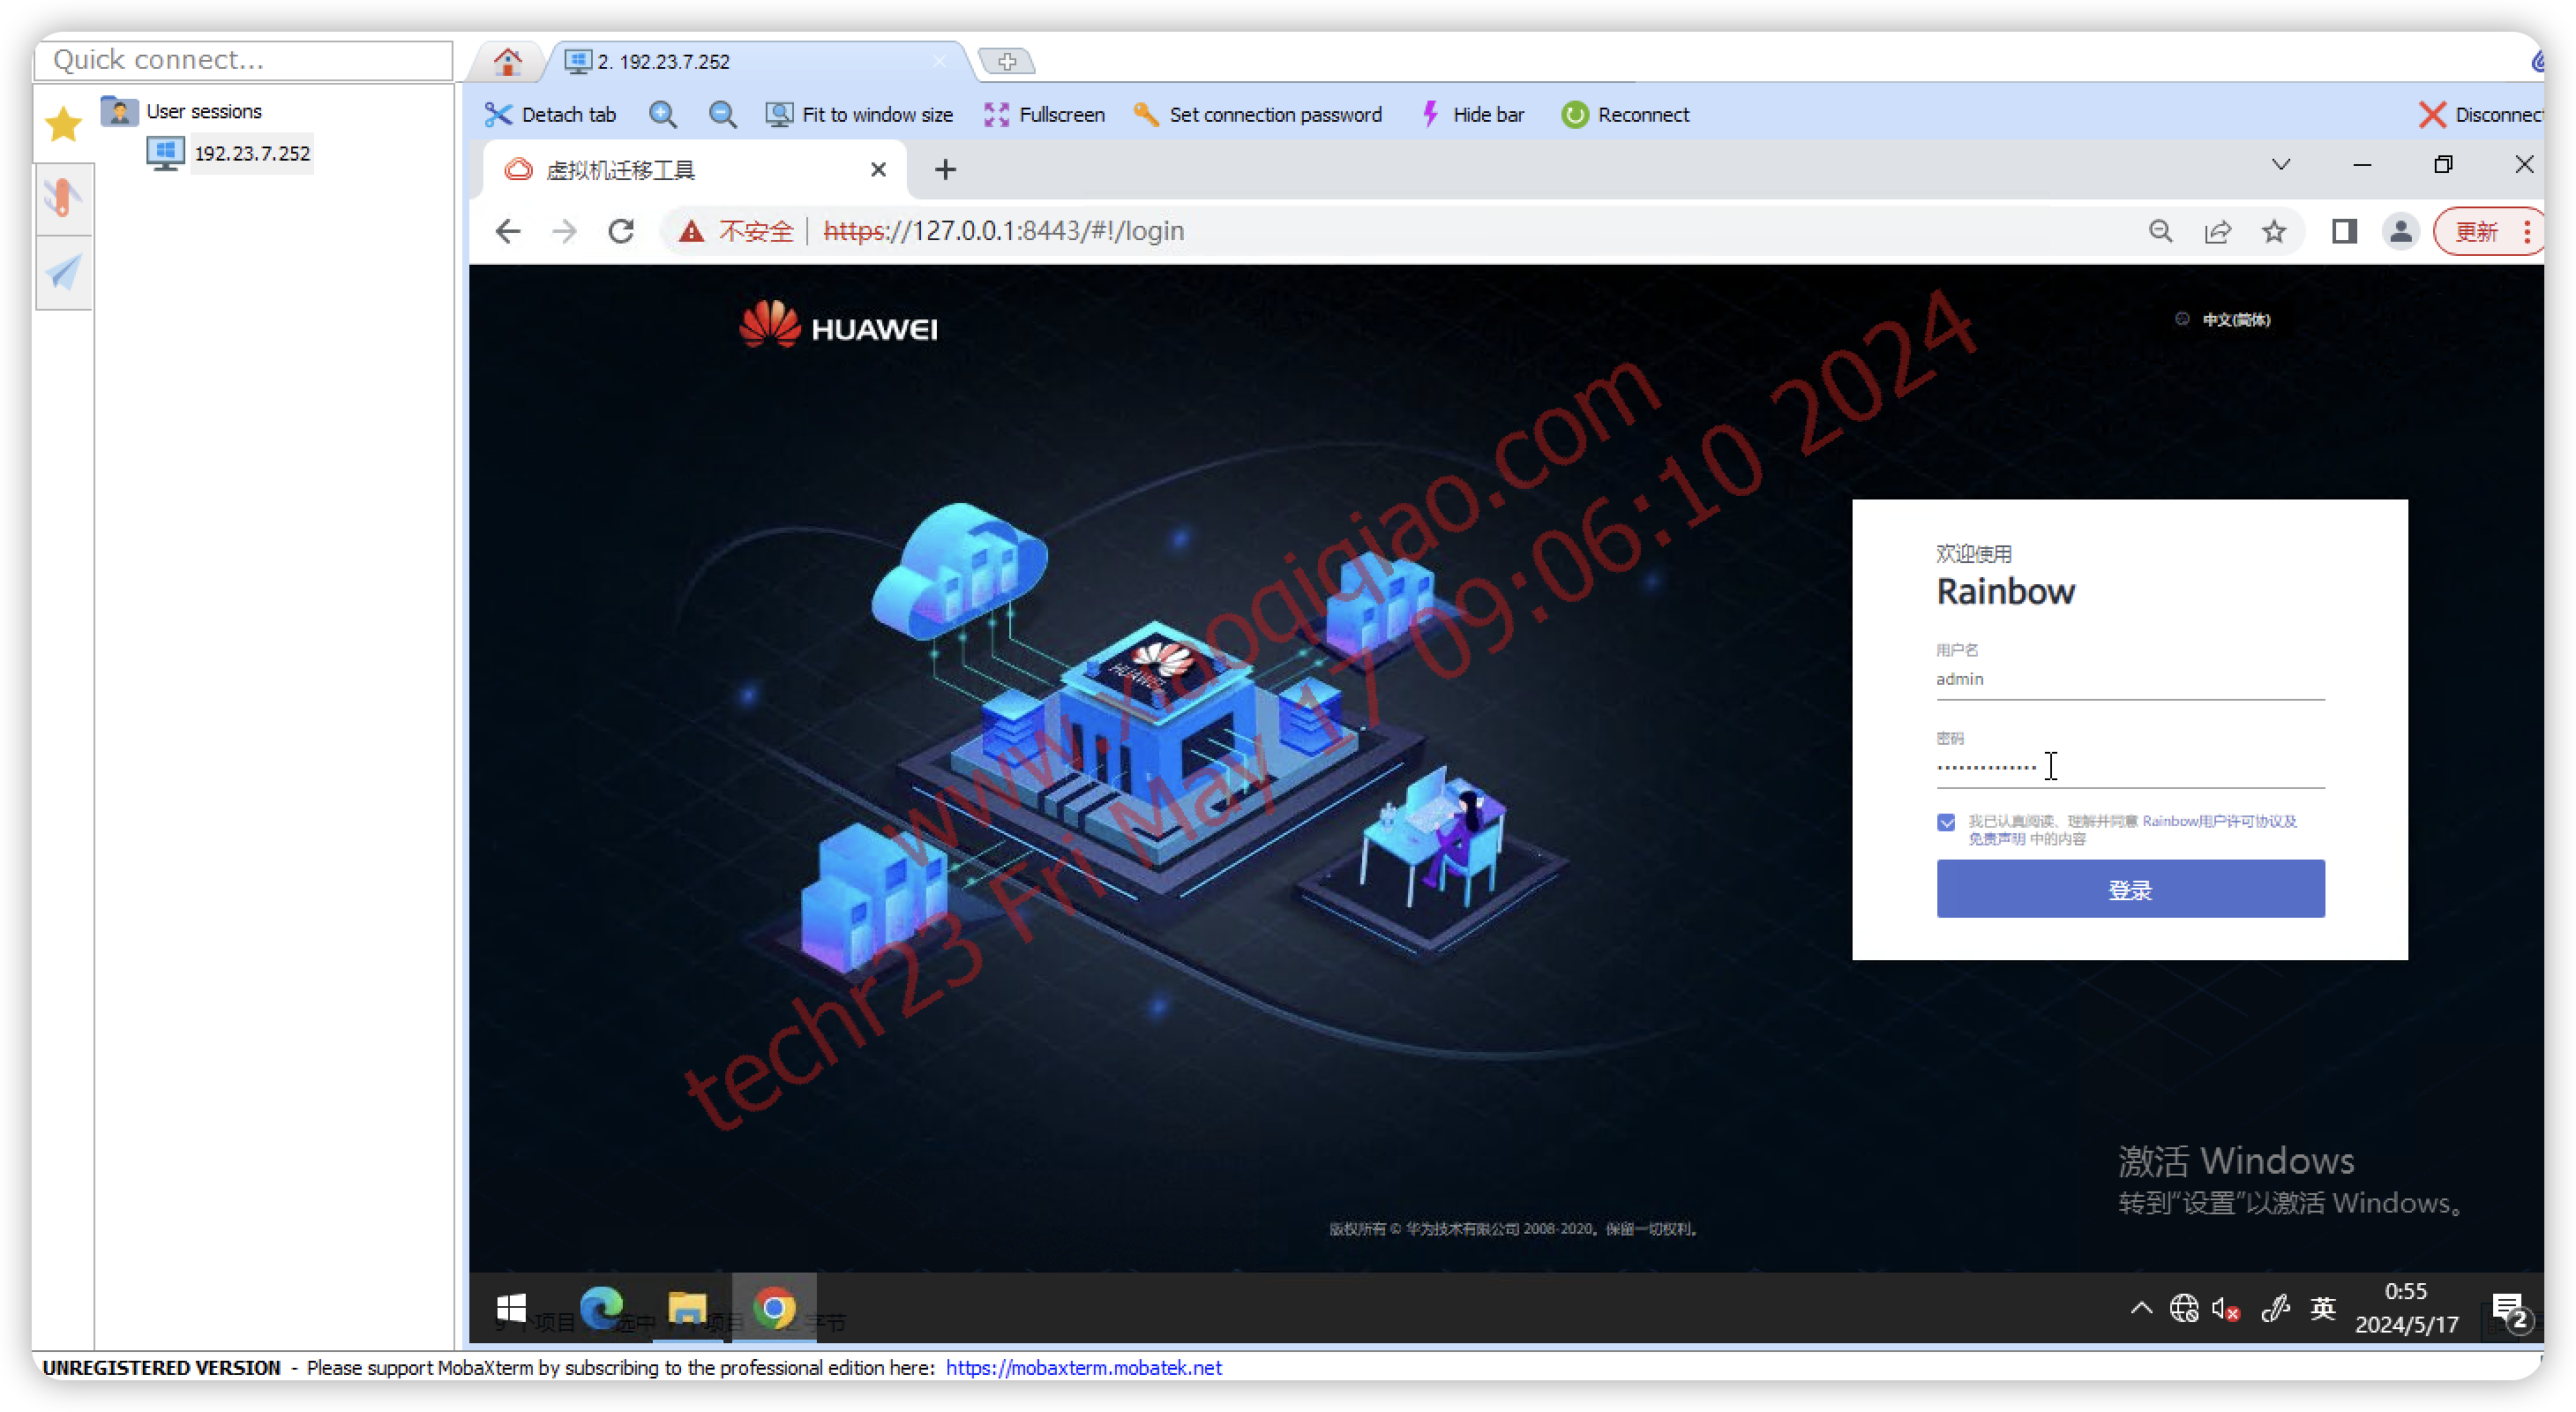 Quick connect...
2. 192.23.7.252
User sessions
192.23.7.252
Detach tab
Fit to window size
Fullscreen
Set connection password
Hide bar
Reconnect
Disconnect
虚拟机迁移工具
不安全
https://127.0.0.1:8443/#!/login
更新
HUAWEI
中文(简体)
HUAWEI
欢迎使用
Rainbow
用户名
admin
密码
我已认真阅读、理解并同意 Rainbow用户许可协议及
免责声明 中的内容
登录
techr23 Fri May 17 09:06:10 2024
激活 Windows
转到"设置"以激活 Windows。
版权所有 © 华为技术有限公司 2008-2020。保留一切权利。
英
0:55
2024/5/17
2
UNREGISTERED VERSION - Please support MobaXterm by subscribing to the professional edition here: https://mobaxterm.mobatek.net